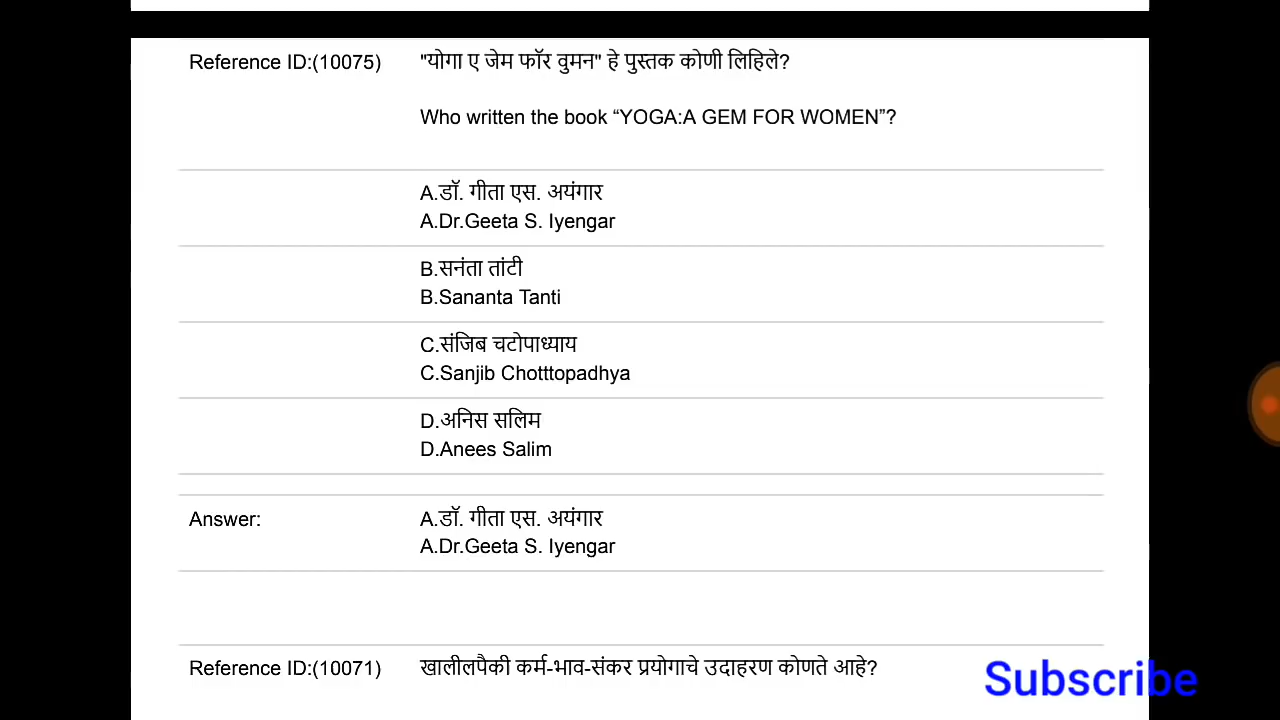 Reference ID:(10075) "योगा ए जेम फॉर वुमन" हे पुस्तक कोणी लिहिले?
Who written the book “YOGA:A GEM FOR WOMEN”?
A.डॉ. गीता एस. अयंगार
A.Dr.Geeta S. Iyengar
B.सनंता तांटी
B.Sananta Tanti
C.संजिब चटोपाध्याय
C.Sanjib Chotttopadhya
D.अनिस सलिम
D.Anees Salim
Answer: A.डॉ. गीता एस. अयंगार
A.Dr.Geeta S. Iyengar
Reference ID:(10071) खालीलपैकी कर्म-भाव-संकर प्रयोगाचे उदाहरण कोणते आहे?
Subscribe